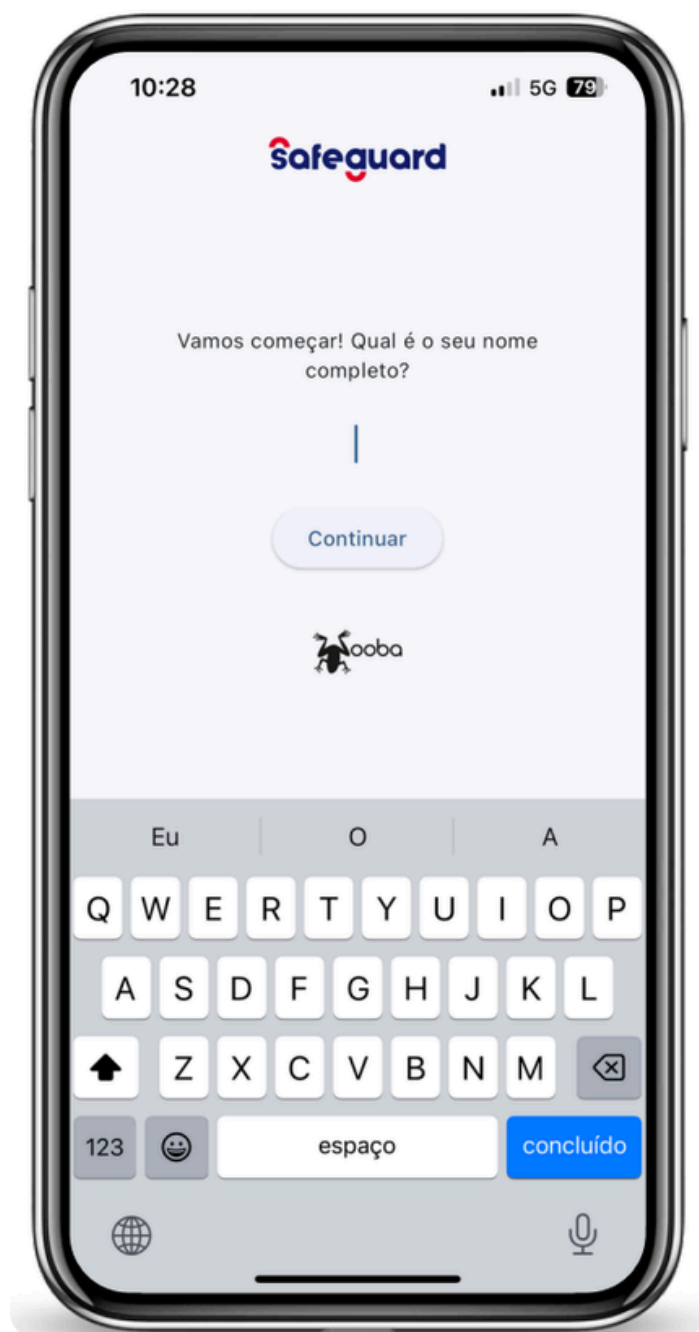 10:28
5G 79
safeguard
Vamos começar! Qual é o seu nome
completo?
Continuar
ooba
Eu O A
Q W E R T Y U I O P
A S D F G H J K L
Z X C V B N M
123 espaço concluído